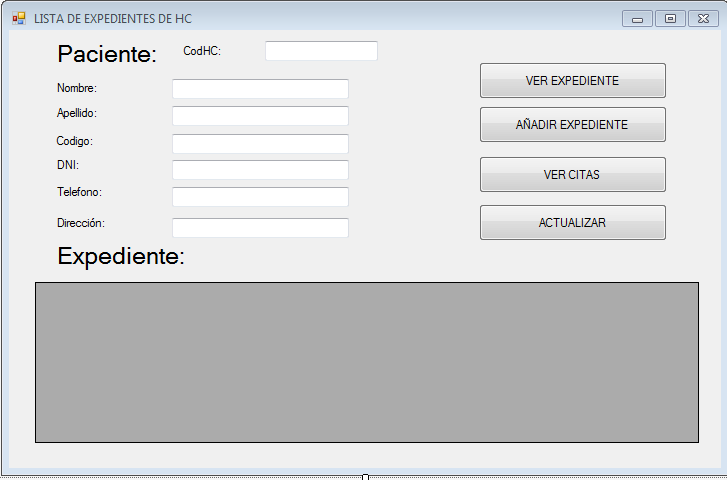 LISTA DE EXPEDIENTES DE HC
Paciente:
CodHC:
Nombre:
Apellido:
Codigo:
DNI:
Telefono:
Dirección:
VER EXPEDIENTE
AÑADIR EXPEDIENTE
VER CITAS
ACTUALIZAR
Expediente: